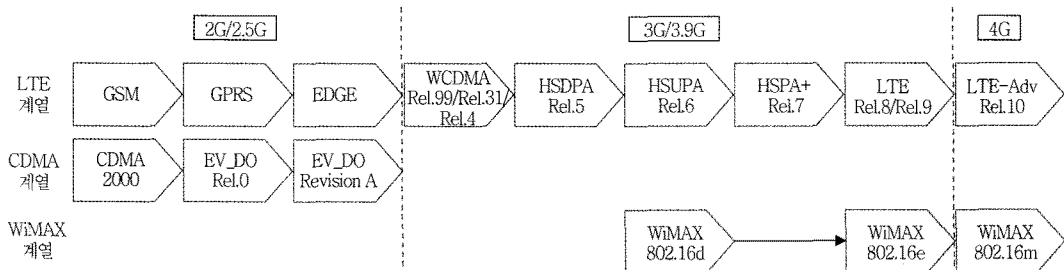 2G/2.5G
3G/3.9G
4G
LTE
계열
GSM
GPRS
EDGE
WCDMA
Rel.99/Rel.31/
Rel.4
HSDPA
Rel.5
HSUPA
Rel.6
HSPA+
Rei.7
LTE
Rel.8/Rel.9
LTE-Adv
Rel.10
CDMA
계열
CDMA
2000
EV_DO
Rel.0
EV_DO
Revision A
WiMAX
계열
WiMAX
802.16d
WiMAX
802.16e
WiMAX
802.16m